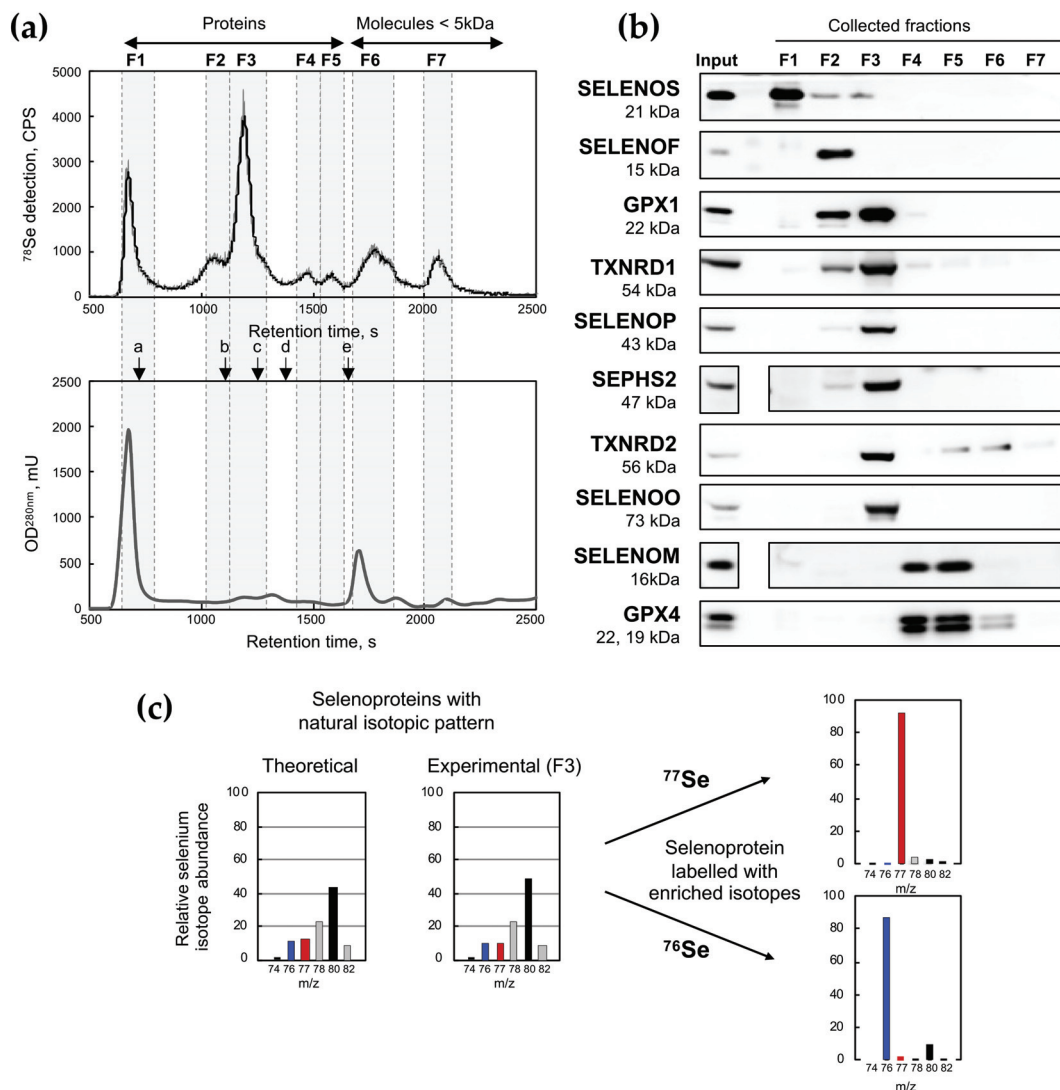 (a)
Proteins
Molecules < 5kDa
F1 F2 F3 F4 F5 F6 F7
5000
4000
3000
2000
1000
0
⁷⁸Se detection, CPS
500 1000 1500 2000 2500
Retention time, s
a b c d e
2500
2000
1500
1000
500
0
OD²⁸⁰ⁿᵐ, mU
500 1000 1500 2000 2500
Retention time, s
(b)
Collected fractions
Input F1 F2 F3 F4 F5 F6 F7
SELENOS
21 kDa
SELENOF
15 kDa
GPX1
22 kDa
TXNRD1
54 kDa
SELENOP
43 kDa
SEPHS2
47 kDa
TXNRD2
56 kDa
SELENOO
73 kDa
SELENOM
16kDa
GPX4
22, 19 kDa
(c)
Selenoproteins with
natural isotopic pattern
Theoretical
Relative selenium
isotope abundance
100
80
60
40
20
0
74 76 77 78 80 82
m/z
Experimental (F3)
100
80
60
40
20
0
74 76 77 78 80 82
m/z
⁷⁷Se
Selenoprotein
labelled with
enriched isotopes
⁷⁶Se
100
80
60
40
20
0
74 76 77 78 80 82
m/z
100
80
60
40
20
0
74 76 77 78 80 82
m/z